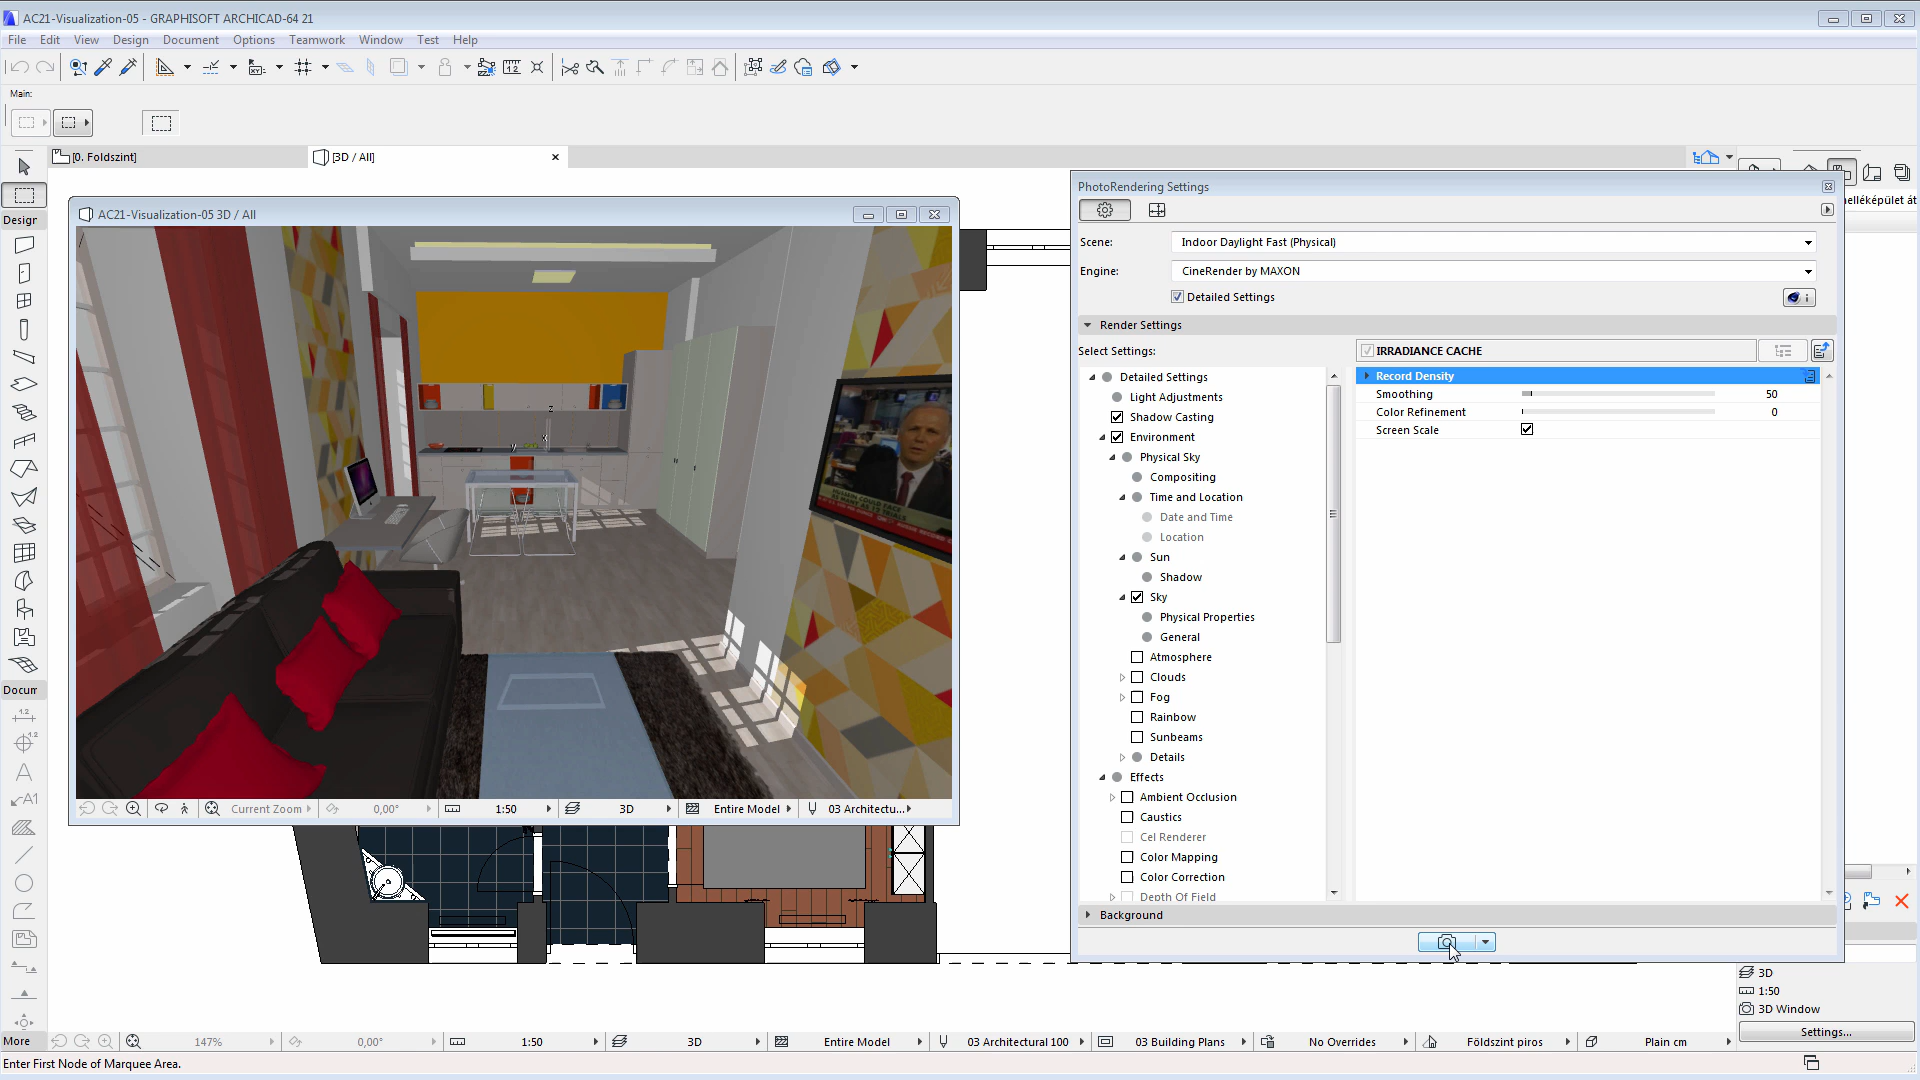 AC21-Visualization-05 - GRAPHISOFT ARCHICAD-64 21
File Edit View Design Document Options Teamwork Window Test Help
Main:
[0. Foldszint]
[3D / All]
Design
AC21-Visualization-05 3D / All
Current Zoom
0,00°
1:50
3D
Entire Model
03 Architectu...
Docum
More
PhotoRendering Settings
Scene:
Indoor Daylight Fast (Physical)
Engine:
CineRender by MAXON
Detailed Settings
Render Settings
Select Settings:
Detailed Settings
Light Adjustments
Shadow Casting
Environment
Physical Sky
Compositing
Time and Location
Date and Time
Location
Sun
Shadow
Sky
Physical Properties
General
Atmosphere
Clouds
Fog
Rainbow
Sunbeams
Details
Effects
Ambient Occlusion
Caustics
Cel Renderer
Color Mapping
Color Correction
Depth Of Field
IRRADIANCE CACHE
Record Density
Smoothing 50
Color Refinement 0
Screen Scale
Background
nelléképület át
3D
1:50
3D Window
Settings...
147%
0,00°
1:50
3D
Entire Model
03 Architectural 100
03 Building Plans
No Overrides
Földszint piros
Plain cm
Enter First Node of Marquee Area.